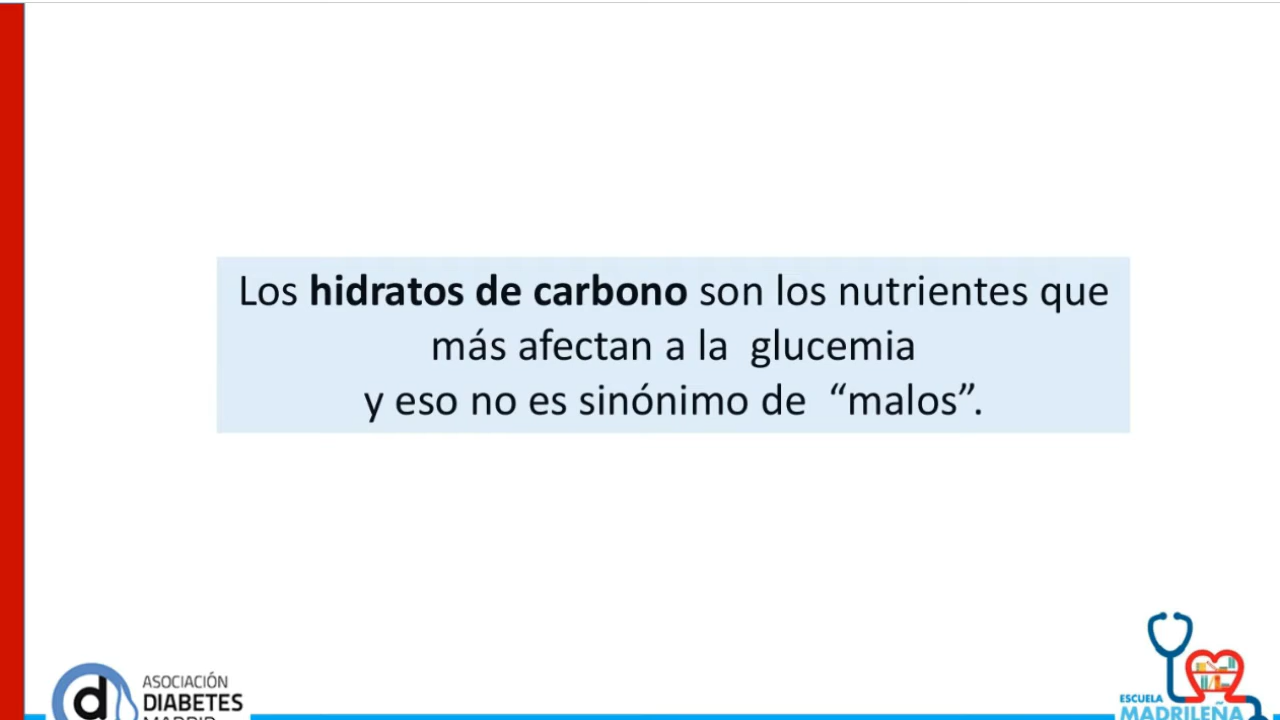 Los hidratos de carbono son los nutrientes que
más afectan a la  glucemia
y eso no es sinónimo de  “malos”.
d
ASOCIACIÓN
DIABETES
MADRID
ESCUELA
MADRILEÑA